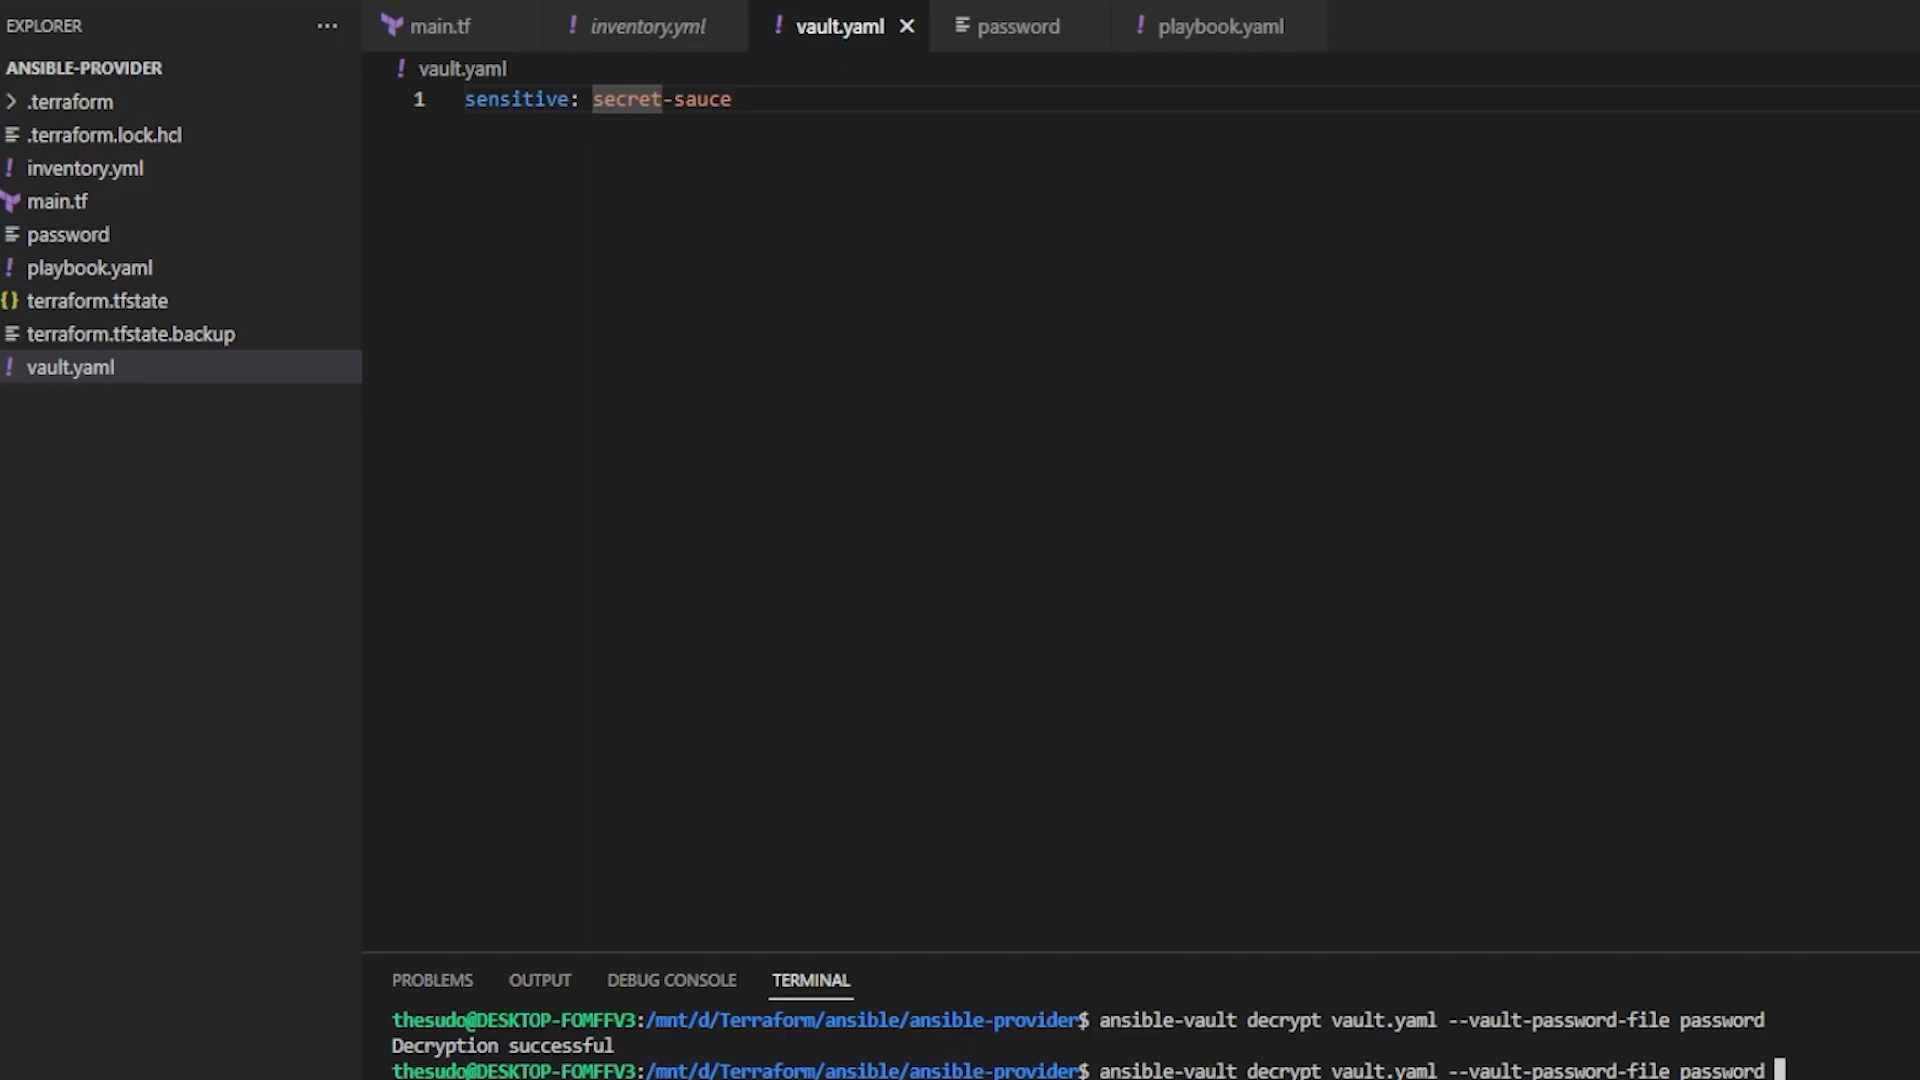 EXPLORER
ANSIBLE-PROVIDER
.terraform
.terraform.lock.hcl
inventory.yml
main.tf
password
playbook.yaml
terraform.tfstate
terraform.tfstate.backup
vault.yaml
main.tf
inventory.yml
vault.yaml
password
playbook.yaml
vault.yaml
1 sensitive: secret-sauce
PROBLEMS OUTPUT DEBUG CONSOLE TERMINAL
thesudo@DESKTOP-FOMFFV3:/mnt/d/Terraform/ansible/ansible-provider$ ansible-vault decrypt vault.yaml --vault-password-file password
Decryption successful
thesudo@DESKTOP-FOMFFV3:/mnt/d/Terraform/ansible/ansible-provider$ ansible-vault decrypt vault.yaml --vault-password-file password